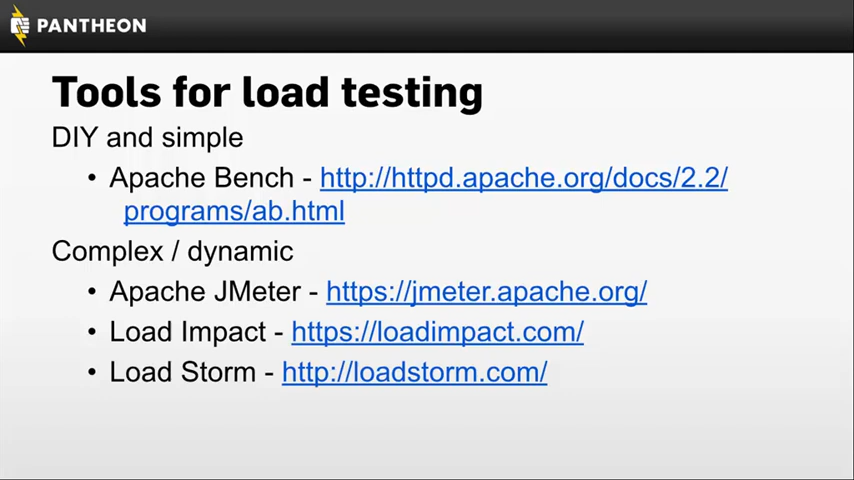 PANTHEON
Tools for load testing
DIY and simple
• Apache Bench - http://httpd.apache.org/docs/2.2/
programs/ab.html
Complex / dynamic
• Apache JMeter - https://jmeter.apache.org/
• Load Impact - https://loadimpact.com/
• Load Storm - http://loadstorm.com/